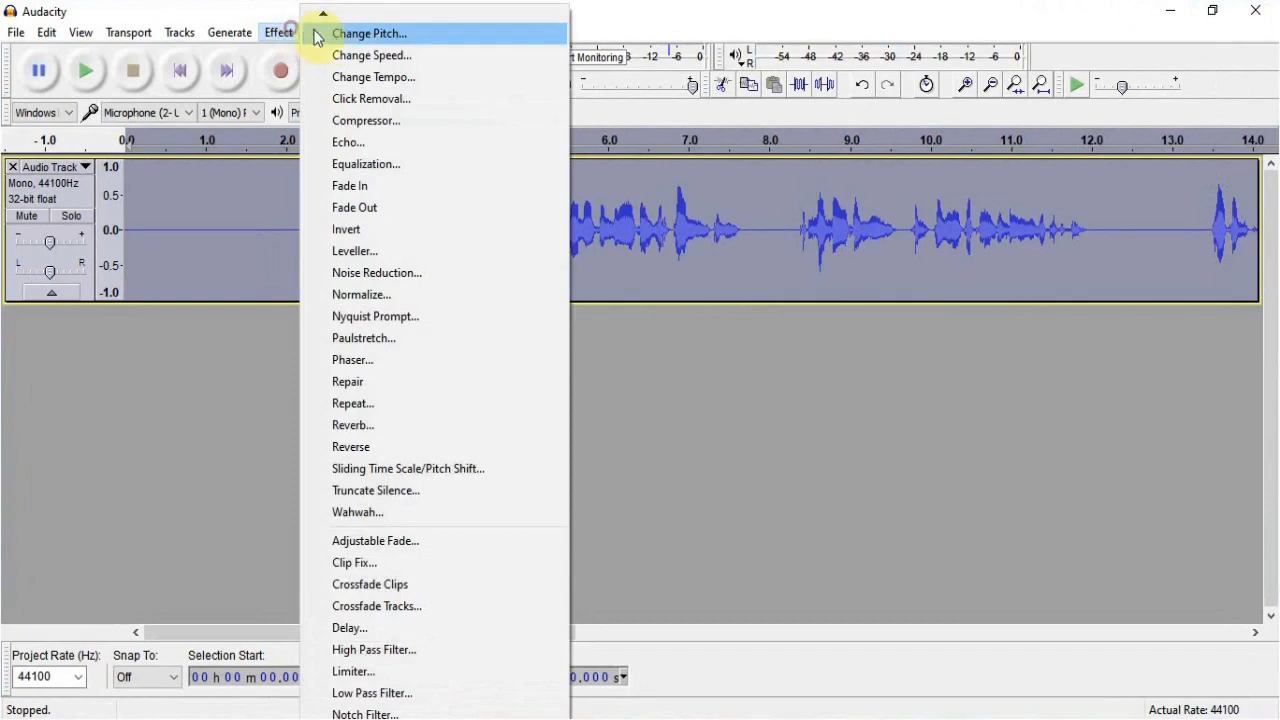 Audacity
File Edit View Transport Tracks Generate Effect
Change Pitch...
Change Speed...
Change Tempo...
Click Removal...
Compressor...
Echo...
Equalization...
Fade In
Fade Out
Invert
Leveller...
Noise Reduction...
Normalize...
Nyquist Prompt...
Paulstretch...
Phaser...
Repair
Repeat...
Reverb...
Reverse
Sliding Time Scale/Pitch Shift...
Truncate Silence...
Wahwah...
Adjustable Fade...
Clip Fix...
Crossfade Clips
Crossfade Tracks...
Delay...
High Pass Filter...
Limiter...
Low Pass Filter...
Notch Filter...
rt Monitoring -12 -6 0
L R -54 -48 -42 -36 -30 -24 -18 -12 -6 0
Windows Microphone (2- U 1 (Mono) F
-1.0 0.0 1.0 2.0 6.0 7.0 8.0 9.0 10.0 11.0 12.0 13.0 14.0
Audio Track
Mono, 44100Hz
32-bit float
Mute Solo
- +
L R
1.0
0.5-
0.0-
-0.5-
-1.0
Project Rate (Hz): Snap To: Selection Start:
44100 Off 00 h 00 m 00.00 0,000 s
Stopped. Actual Rate: 44100